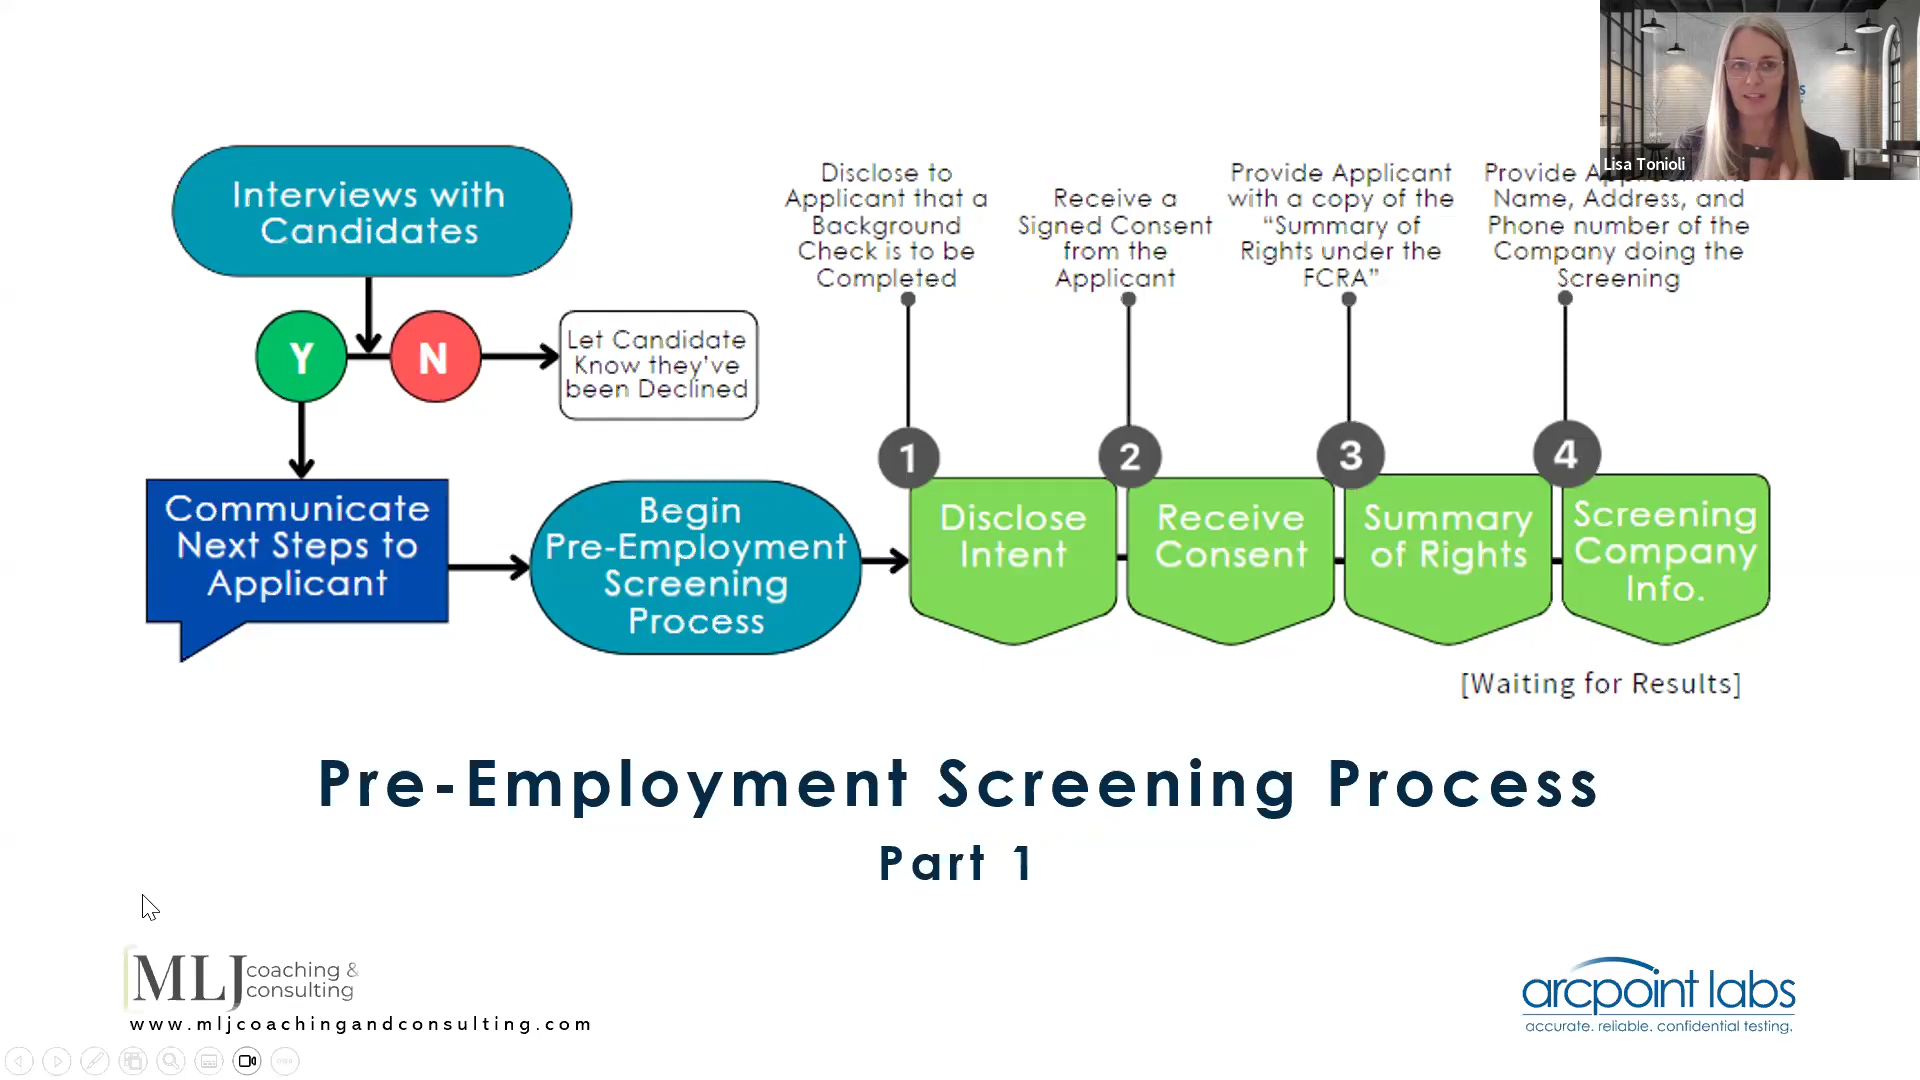 Lisa Tonioli
Interviews with
Candidates
Y
N
Let Candidate
Know they've
been Declined
Communicate
Next Steps to
Applicant
Begin
Pre-Employment
Screening
Process
Disclose to
Applicant that a
Background
Check is to be
Completed
1
Disclose
Intent
Receive a
Signed Consent
from the
Applicant
2
Receive
Consent
Provide Applicant
with a copy of the
“Summary of
Rights under the
FCRA”
3
Summary
of Rights
Provide
Name, Address, and
Phone number of the
Company doing the
Screening
4
Screening
Company
Info.
[Waiting for Results]
Pre-Employment Screening Process
Part 1
MLJ coaching &
consulting
www.mljcoachingandconsulting.com
arcpoint labs
accurate. reliable. confidential testing.